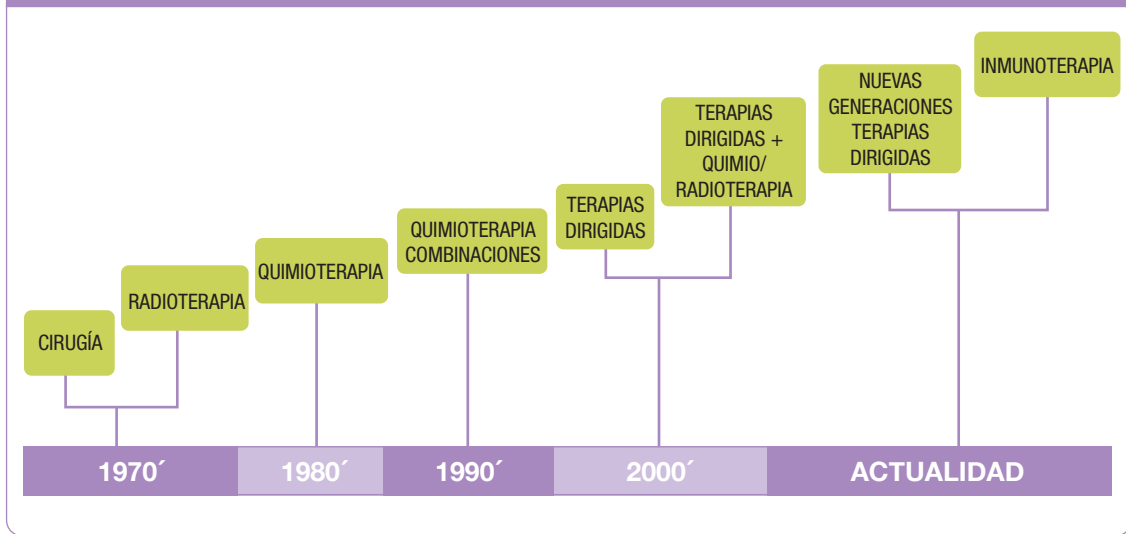 CIRUGÍA
RADIOTERAPIA
QUIMIOTERAPIA
QUIMIOTERAPIA
COMBINACIONES
TERAPIAS
DIRIGIDAS
TERAPIAS
DIRIGIDAS +
QUIMIO/
RADIOTERAPIA
NUEVAS
GENERACIONES
TERAPIAS
DIRIGIDAS
INMUNOTERAPIA
1970´
1980´
1990´
2000´
ACTUALIDAD